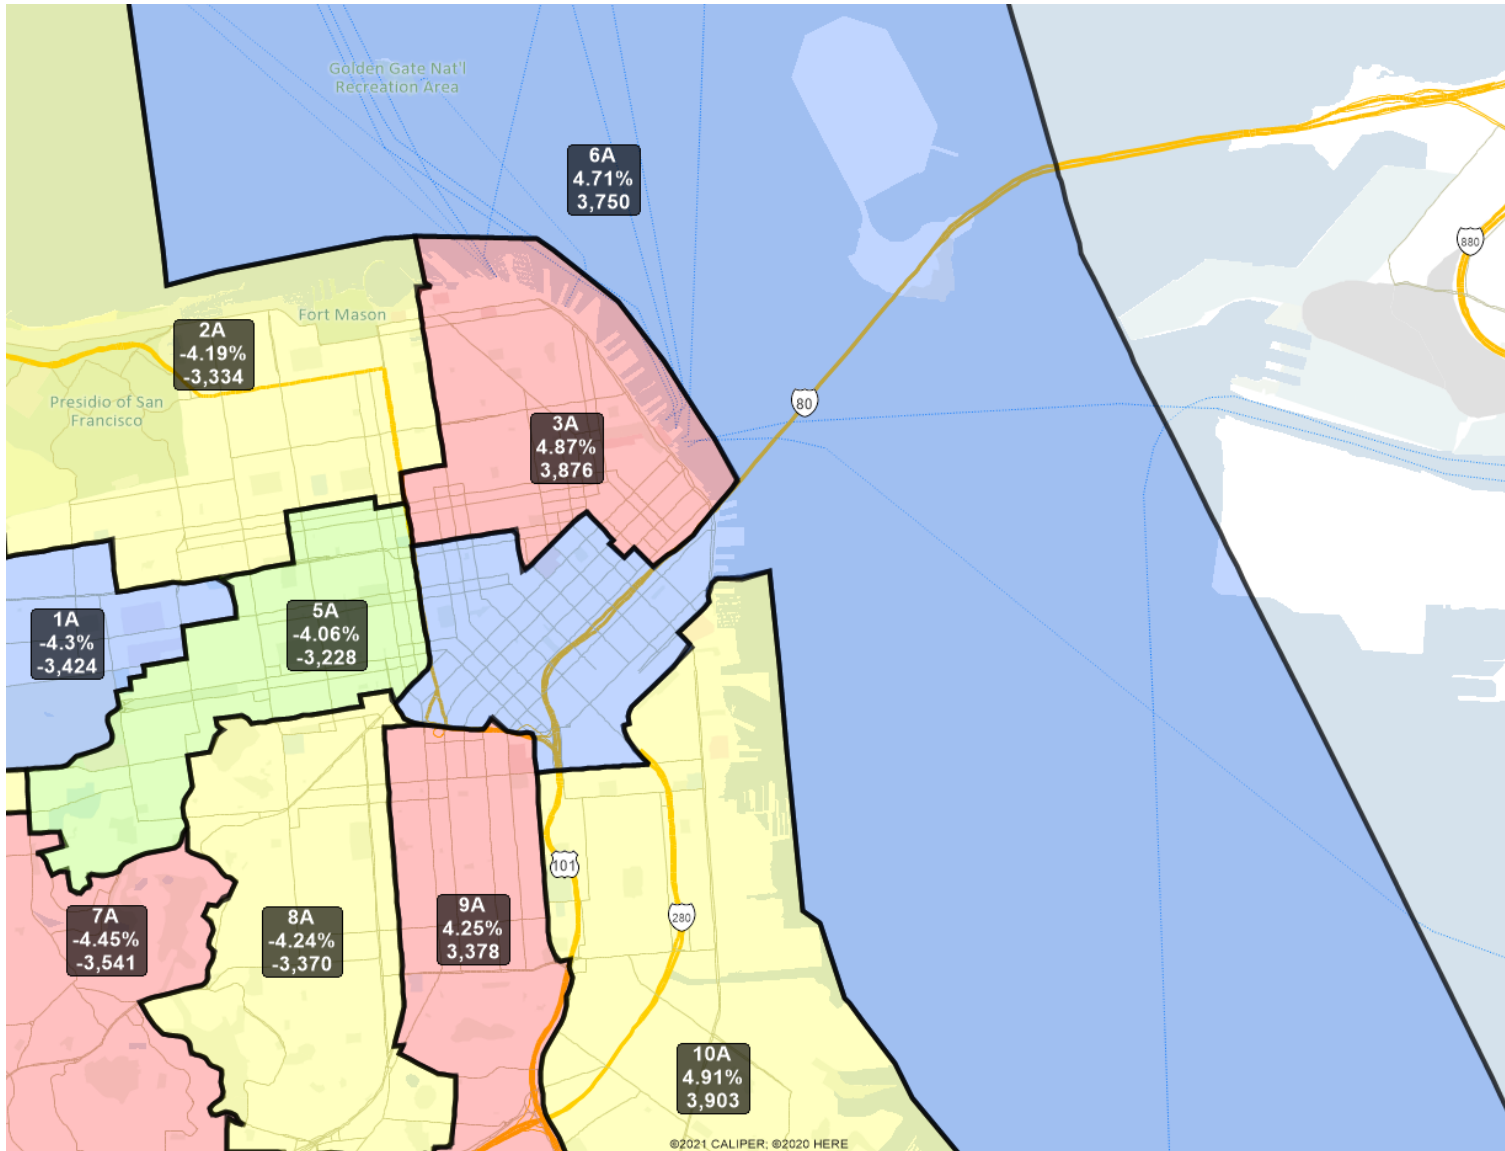 Golden Gate Nat'l
Recreation Area
6A
4.71%
3,750
880
Fort Mason
2A
-4.19%
-3,334
Presidio of San
Francisco
80
3A
4.87%
3,876
1A
-4.3%
-3,424
5A
-4.06%
-3,228
101
7A
-4.45%
-3,541
8A
-4.24%
-3,370
9A
4.25%
3,378
280
10A
4.91%
3,903
©2021 CALIPER; ©2020 HERE